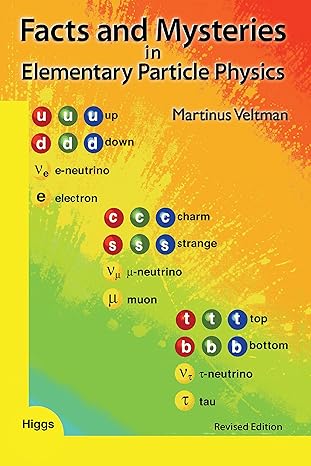 Facts and Mysteries
in
Elementary Particle Physics
Martinus Veltman
u u u up
d d d down
νe e-neutrino
e electron
c c c charm
s s s strange
νμ μ-neutrino
μ muon
t t t top
b b b bottom
ντ τ-neutrino
τ tau
Higgs
Revised Edition